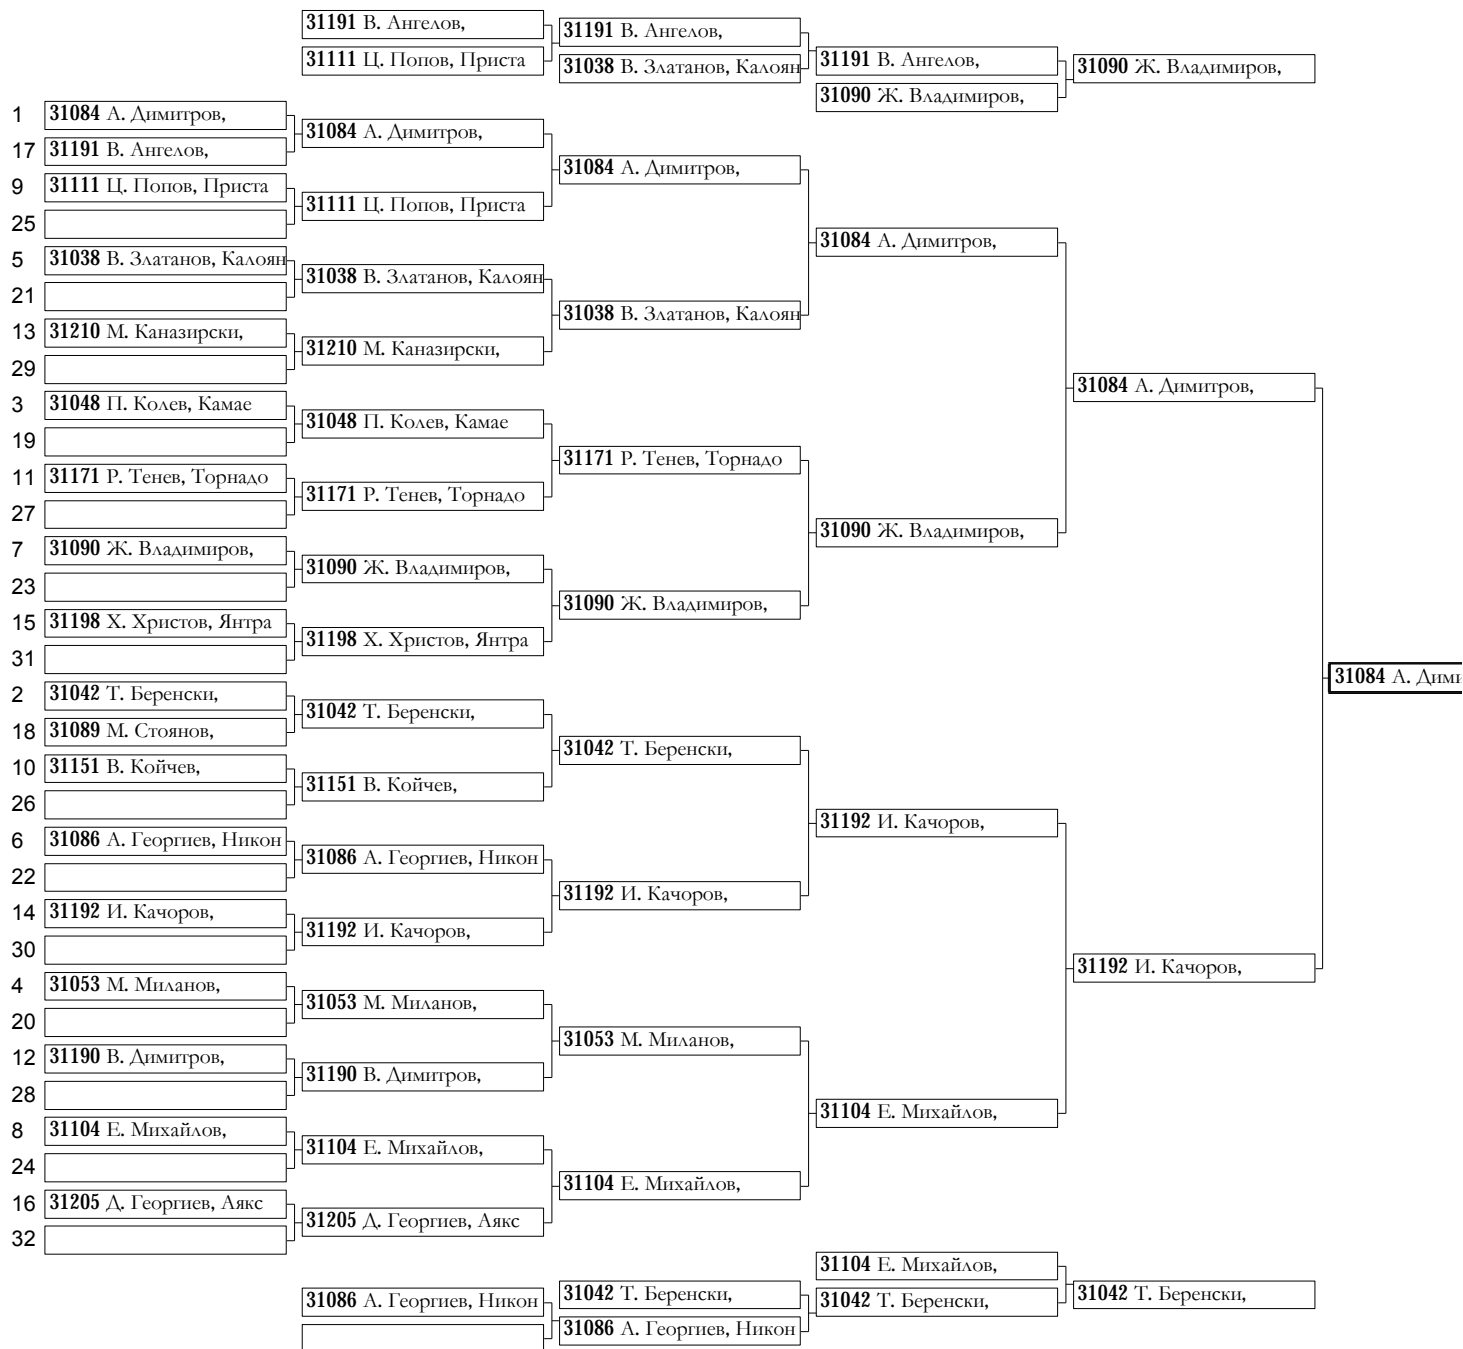 31191 В. Ангелов,
31111 Ц. Попов, Приста
31191 В. Ангелов,
31038 В. Златанов, Калоян
31191 В. Ангелов,
31090 Ж. Владимиров,
31090 Ж. Владимиров,
1 31084 А. Димитров,
17 31191 В. Ангелов,
9 31111 Ц. Попов, Приста
25
5 31038 В. Златанов, Калоян
21
13 31210 М. Каназирски,
29
3 31048 П. Колев, Камае
19
11 31171 Р. Тенев, Торнадо
27
7 31090 Ж. Владимиров,
23
15 31198 Х. Христов, Янтра
31
2 31042 Т. Беренски,
18 31089 М. Стоянов,
10 31151 В. Койчев,
26
6 31086 А. Георгиев, Никон
22
14 31192 И. Качоров,
30
4 31053 М. Миланов,
20
12 31190 В. Димитров,
28
8 31104 Е. Михайлов,
24
16 31205 Д. Георгиев, Аякс
32
31084 А. Димитров,
31111 Ц. Попов, Приста
31038 В. Златанов, Калоян
31210 М. Каназирски,
31048 П. Колев, Камае
31171 Р. Тенев, Торнадо
31090 Ж. Владимиров,
31198 Х. Христов, Янтра
31042 Т. Беренски,
31151 В. Койчев,
31086 А. Георгиев, Никон
31192 И. Качоров,
31053 М. Миланов,
31190 В. Димитров,
31104 Е. Михайлов,
31205 Д. Георгиев, Аякс
31084 А. Димитров,
31038 В. Златанов, Калоян
31171 Р. Тенев, Торнадо
31090 Ж. Владимиров,
31042 Т. Беренски,
31192 И. Качоров,
31053 М. Миланов,
31104 Е. Михайлов,
31084 А. Димитров,
31090 Ж. Владимиров,
31192 И. Качоров,
31104 Е. Михайлов,
31084 А. Димитров,
31192 И. Качоров,
31084 А. Дими
31086 А. Георгиев, Никон
31042 Т. Беренски,
31086 А. Георгиев, Никон
31104 Е. Михайлов,
31042 Т. Беренски,
31042 Т. Беренски,